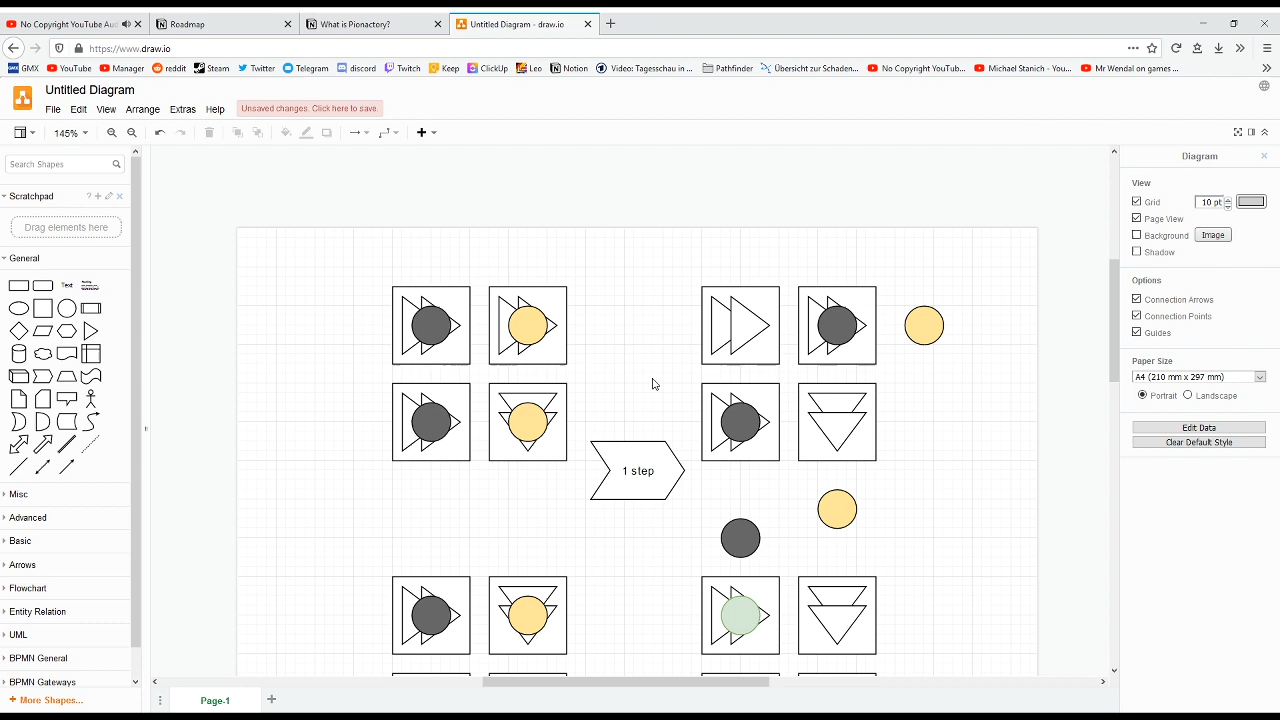 No Copyright YouTube Au
Roadmap
What is Pionactory?
Untitled Diagram - draw.io
https://www.draw.io
GMX
YouTube
Manager
reddit
Steam
Twitter
Telegram
discord
Twitch
Keep
ClickUp
Notion
Video: Tagesschau in ...
Pathfinder
Übersicht zur Schaden...
No Copyright YouTube...
Michael Stanich - You...
Mr Wendal on games...
Untitled Diagram
File Edit View Arrange Extras Help
Unsaved changes. Click here to save.
145%
Search Shapes
Scratchpad
?
Drag elements here
General
Text
Misc
Advanced
Basic
Arrows
Flowchart
Entity Relation
UML
BPMN General
BPMN Gateways
+ More Shapes...
1 step
Page-1
Diagram
View
Grid
10 pt
Page View
Background
Image
Shadow
Options
Connection Arrows
Connection Points
Guides
Paper Size
A4 (210 mm x 297 mm)
Portrait
Landscape
Edit Data
Clear Default Style